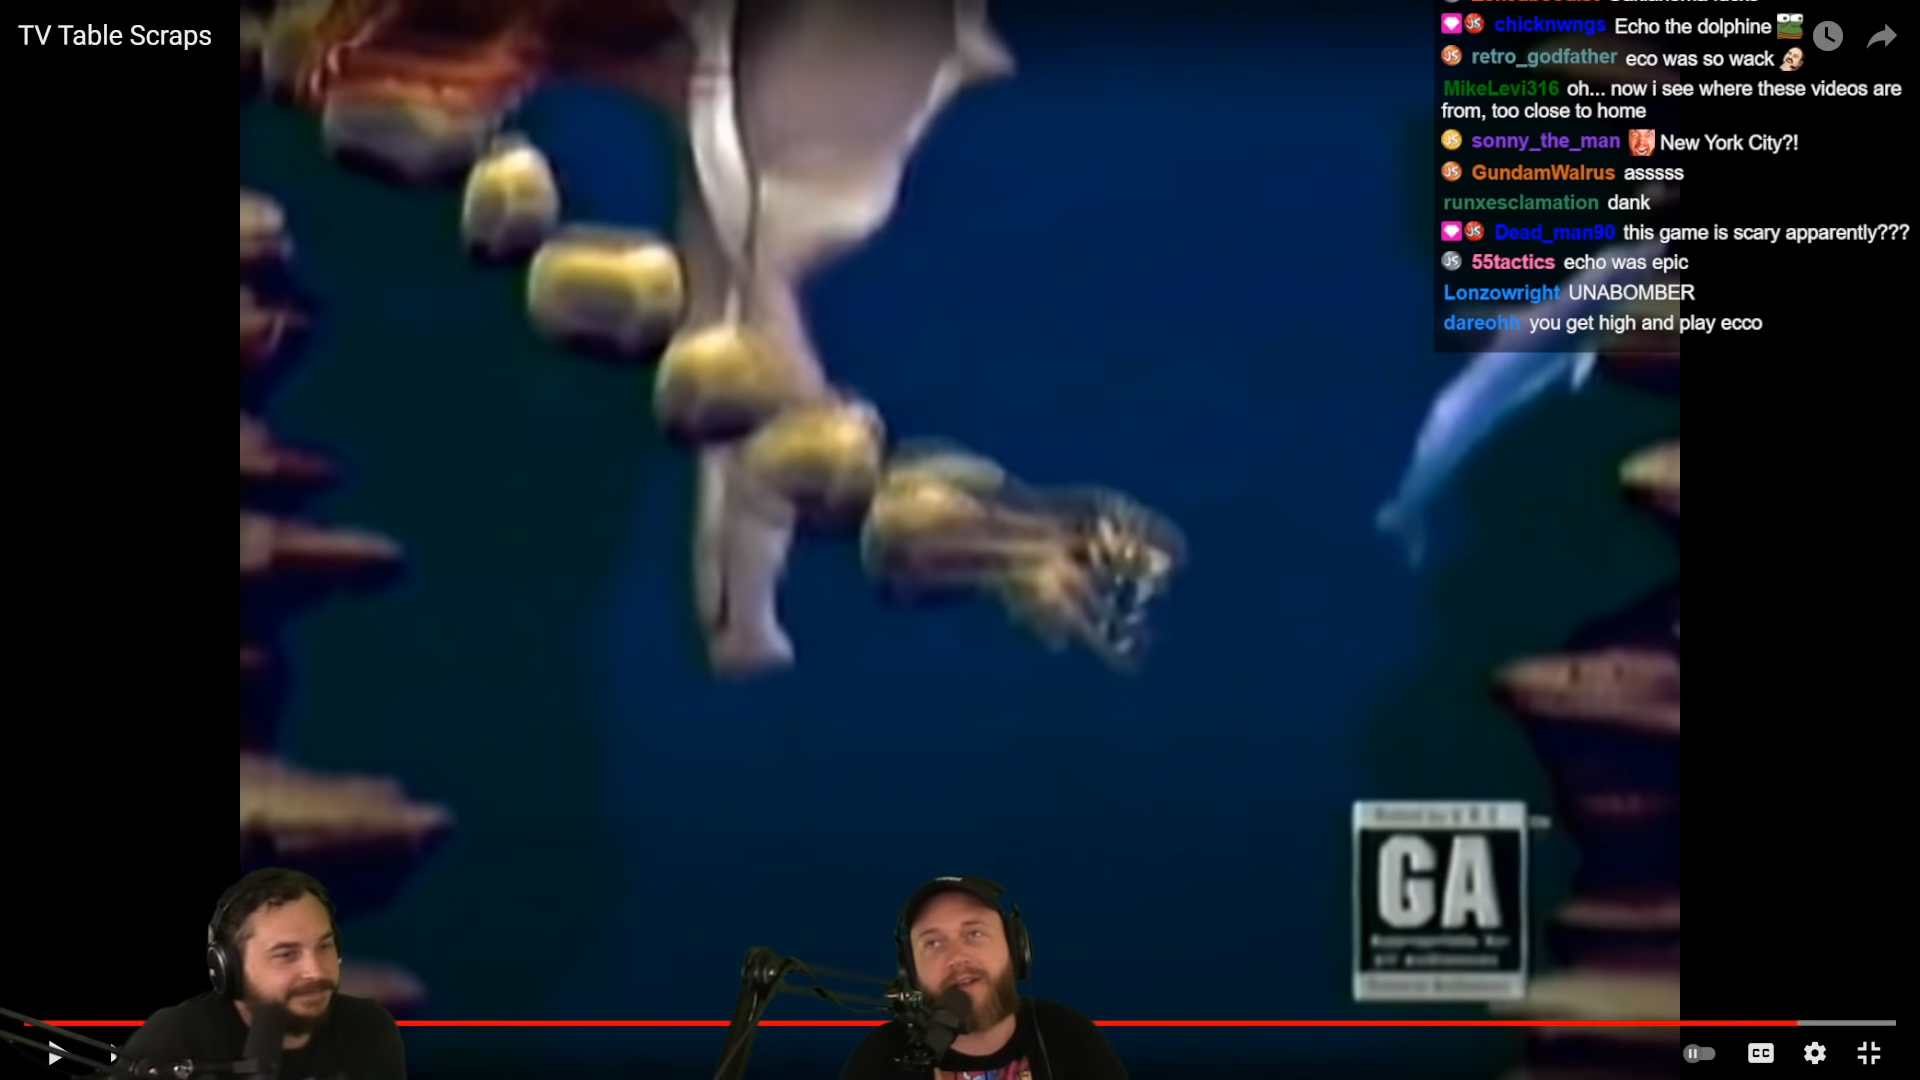 TV Table Scraps
chicknwngs Echo the dolphine
retro_godfather eco was so wack
MikeLevi316 oh... now i see where these videos are
from, too close to home
sonny_the_man New York City?!
GundamWalrus asssss
runxesclamation dank
Dead_man90 this game is scary apparently???
55tactics echo was epic
Lonzowright UNABOMBER
dareohh you get high and play ecco
GA
CC